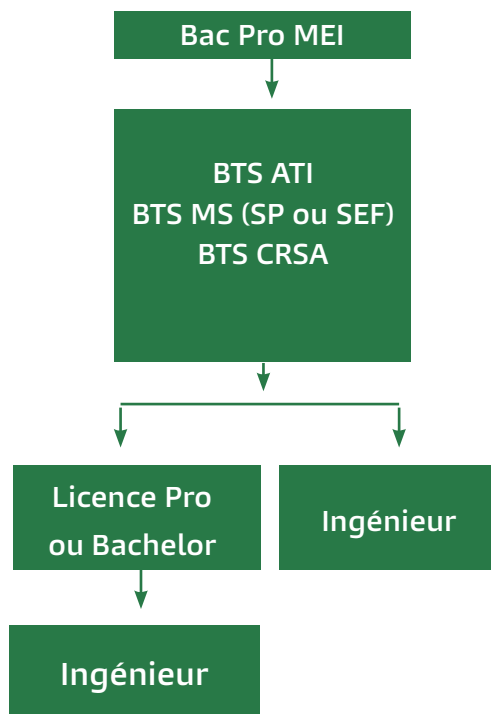 Bac Pro MEI
BTS ATI
BTS MS (SP ou SEF)
BTS CRSA
Licence Pro
ou Bachelor
Ingénieur
Ingénieur